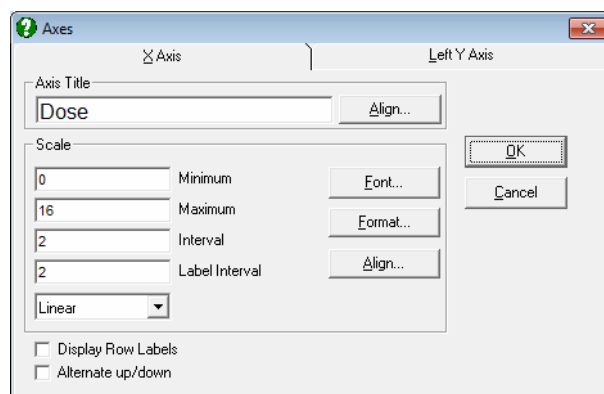 Axes
X Axis
Left Y Axis
Axis Title
Dose
Align...
Scale
0 Minimum
Font...
16 Maximum
Format...
2 Interval
Align...
2 Label Interval
Linear
Display Row Labels
Alternate up/down
OK
Cancel